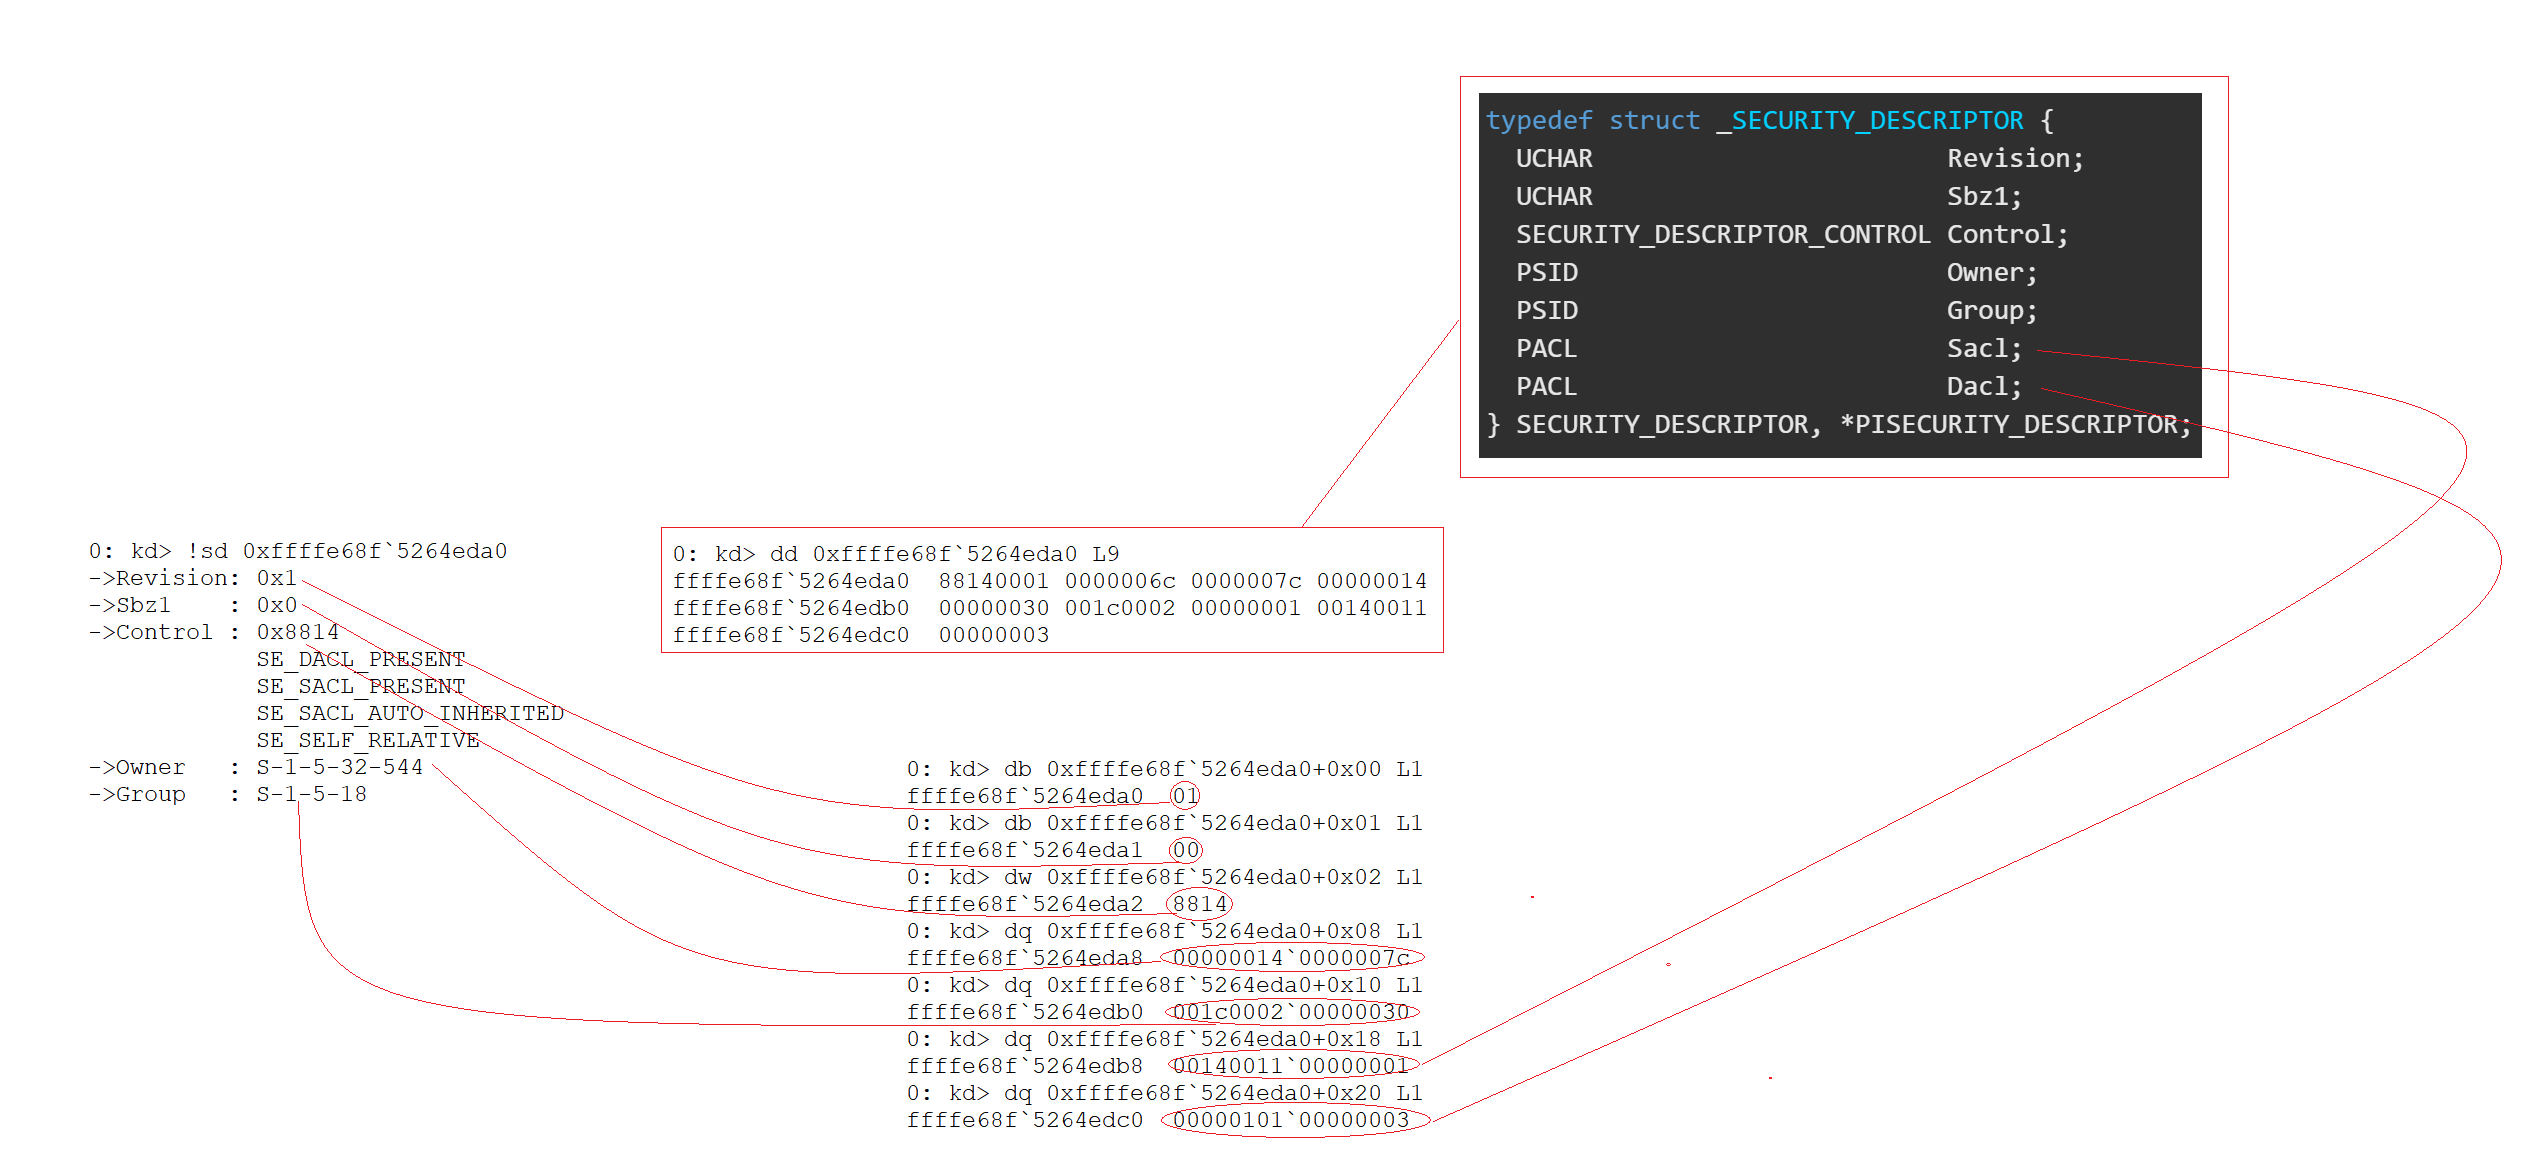 typedef struct _SECURITY_DESCRIPTOR {
  UCHAR                       Revision;
  UCHAR                       Sbz1;
  SECURITY_DESCRIPTOR_CONTROL Control;
  PSID                        Owner;
  PSID                        Group;
  PACL                        Sacl;
  PACL                        Dacl;
} SECURITY_DESCRIPTOR, *PISECURITY_DESCRIPTOR;
0: kd> !sd 0xffffe68f`5264eda0
->Revision: 0x1
->Sbz1    : 0x0
->Control : 0x8814
            SE_DACL_PRESENT
            SE_SACL_PRESENT
            SE_SACL_AUTO_INHERITED
            SE_SELF_RELATIVE
->Owner   : S-1-5-32-544
->Group   : S-1-5-18
0: kd> dd 0xffffe68f`5264eda0 L9
ffffe68f`5264eda0  88140001 0000006c 0000007c 00000014
ffffe68f`5264edb0  00000030 001c0002 00000001 00140011
ffffe68f`5264edc0  00000003
0: kd> db 0xffffe68f`5264eda0+0x00 L1
ffffe68f`5264eda0  01
0: kd> db 0xffffe68f`5264eda0+0x01 L1
ffffe68f`5264eda1  00
0: kd> dw 0xffffe68f`5264eda0+0x02 L1
ffffe68f`5264eda2  8814
0: kd> dq 0xffffe68f`5264eda0+0x08 L1
ffffe68f`5264eda8  00000014`0000007c
0: kd> dq 0xffffe68f`5264eda0+0x10 L1
ffffe68f`5264edb0  001c0002`00000030
0: kd> dq 0xffffe68f`5264eda0+0x18 L1
ffffe68f`5264edb8  00140011`00000001
0: kd> dq 0xffffe68f`5264eda0+0x20 L1
ffffe68f`5264edc0  00000101`00000003